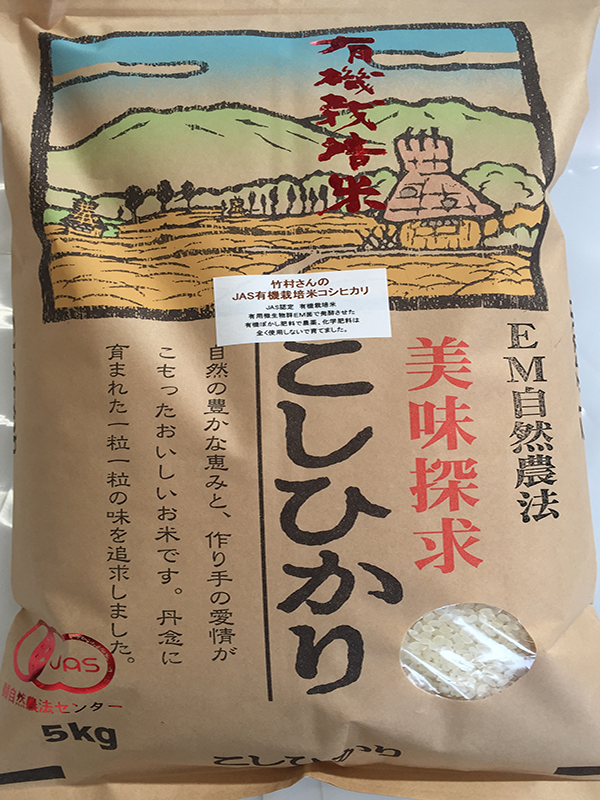 有機栽培米
竹村さんの
JAS有機栽培米コシヒカリ
JAS認定 有機栽培米
有用微生物群EM菌で発酵させた
有機ぼかし肥料で農薬、化学肥料は
全く使用しないで育てました。
EM自然農法
美味探求
こしひかり
自然の豊かな恵みと、作り手の愛情が
こもったおいしいお米です。丹念に
育まれた一粒一粒の味を追求しました。
JAS
自然農法センター
5kg
こしひかり